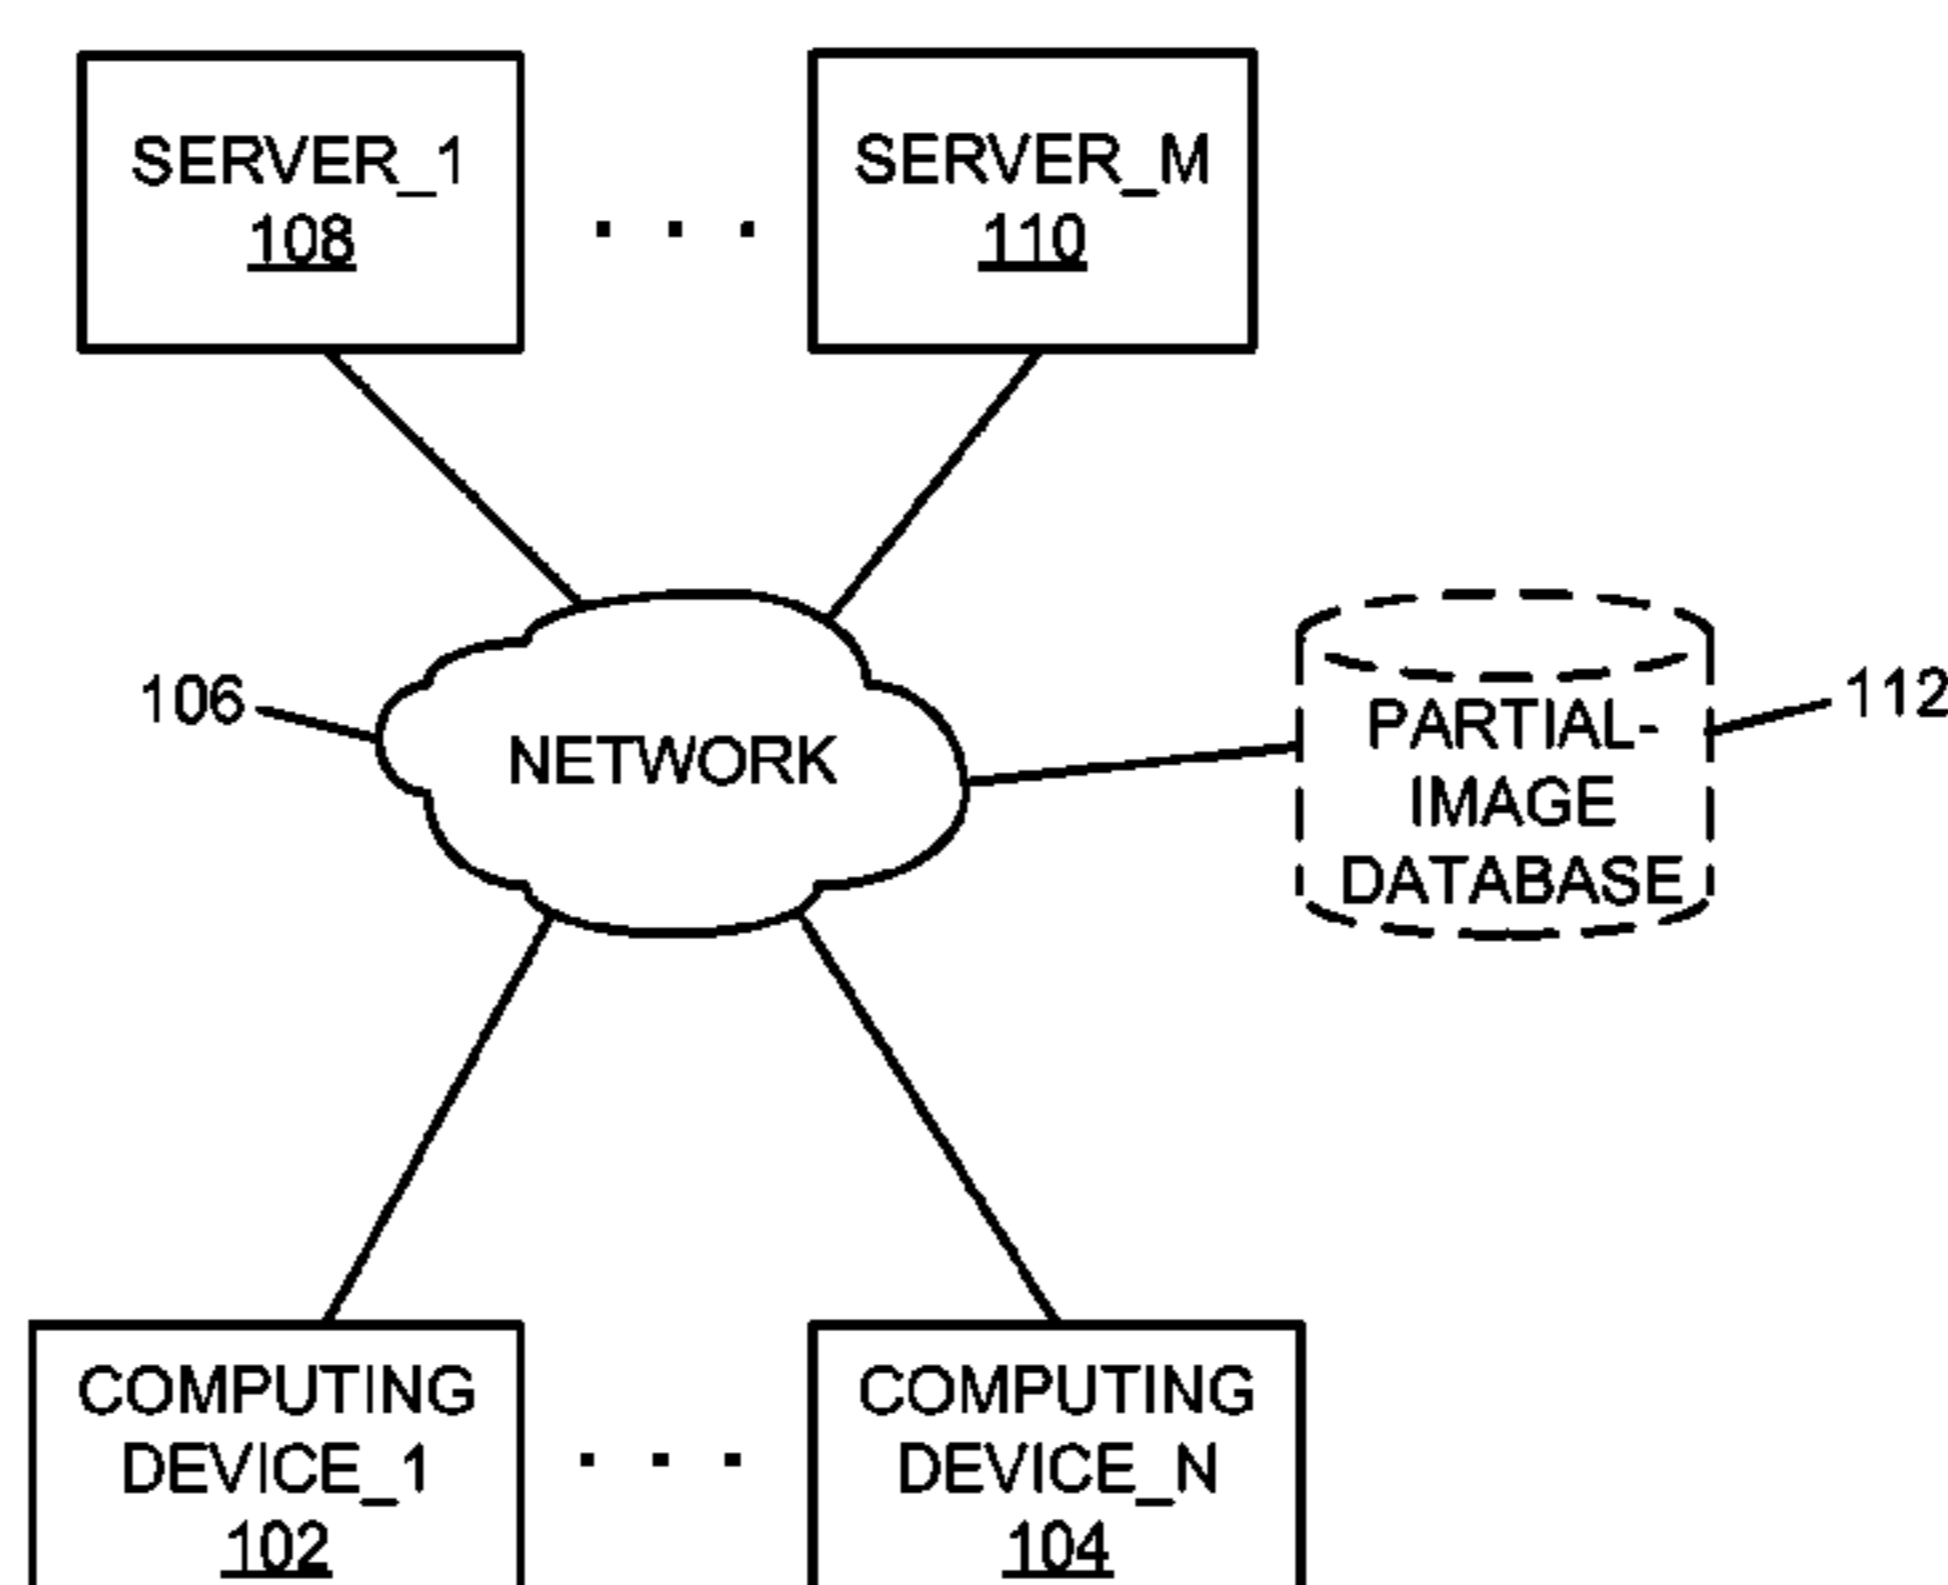 SERVER_1
108
. . .
SERVER_M
110
106
NETWORK
PARTIAL-
IMAGE
DATABASE
112
COMPUTING
DEVICE_1
102
. . .
COMPUTING
DEVICE_N
104